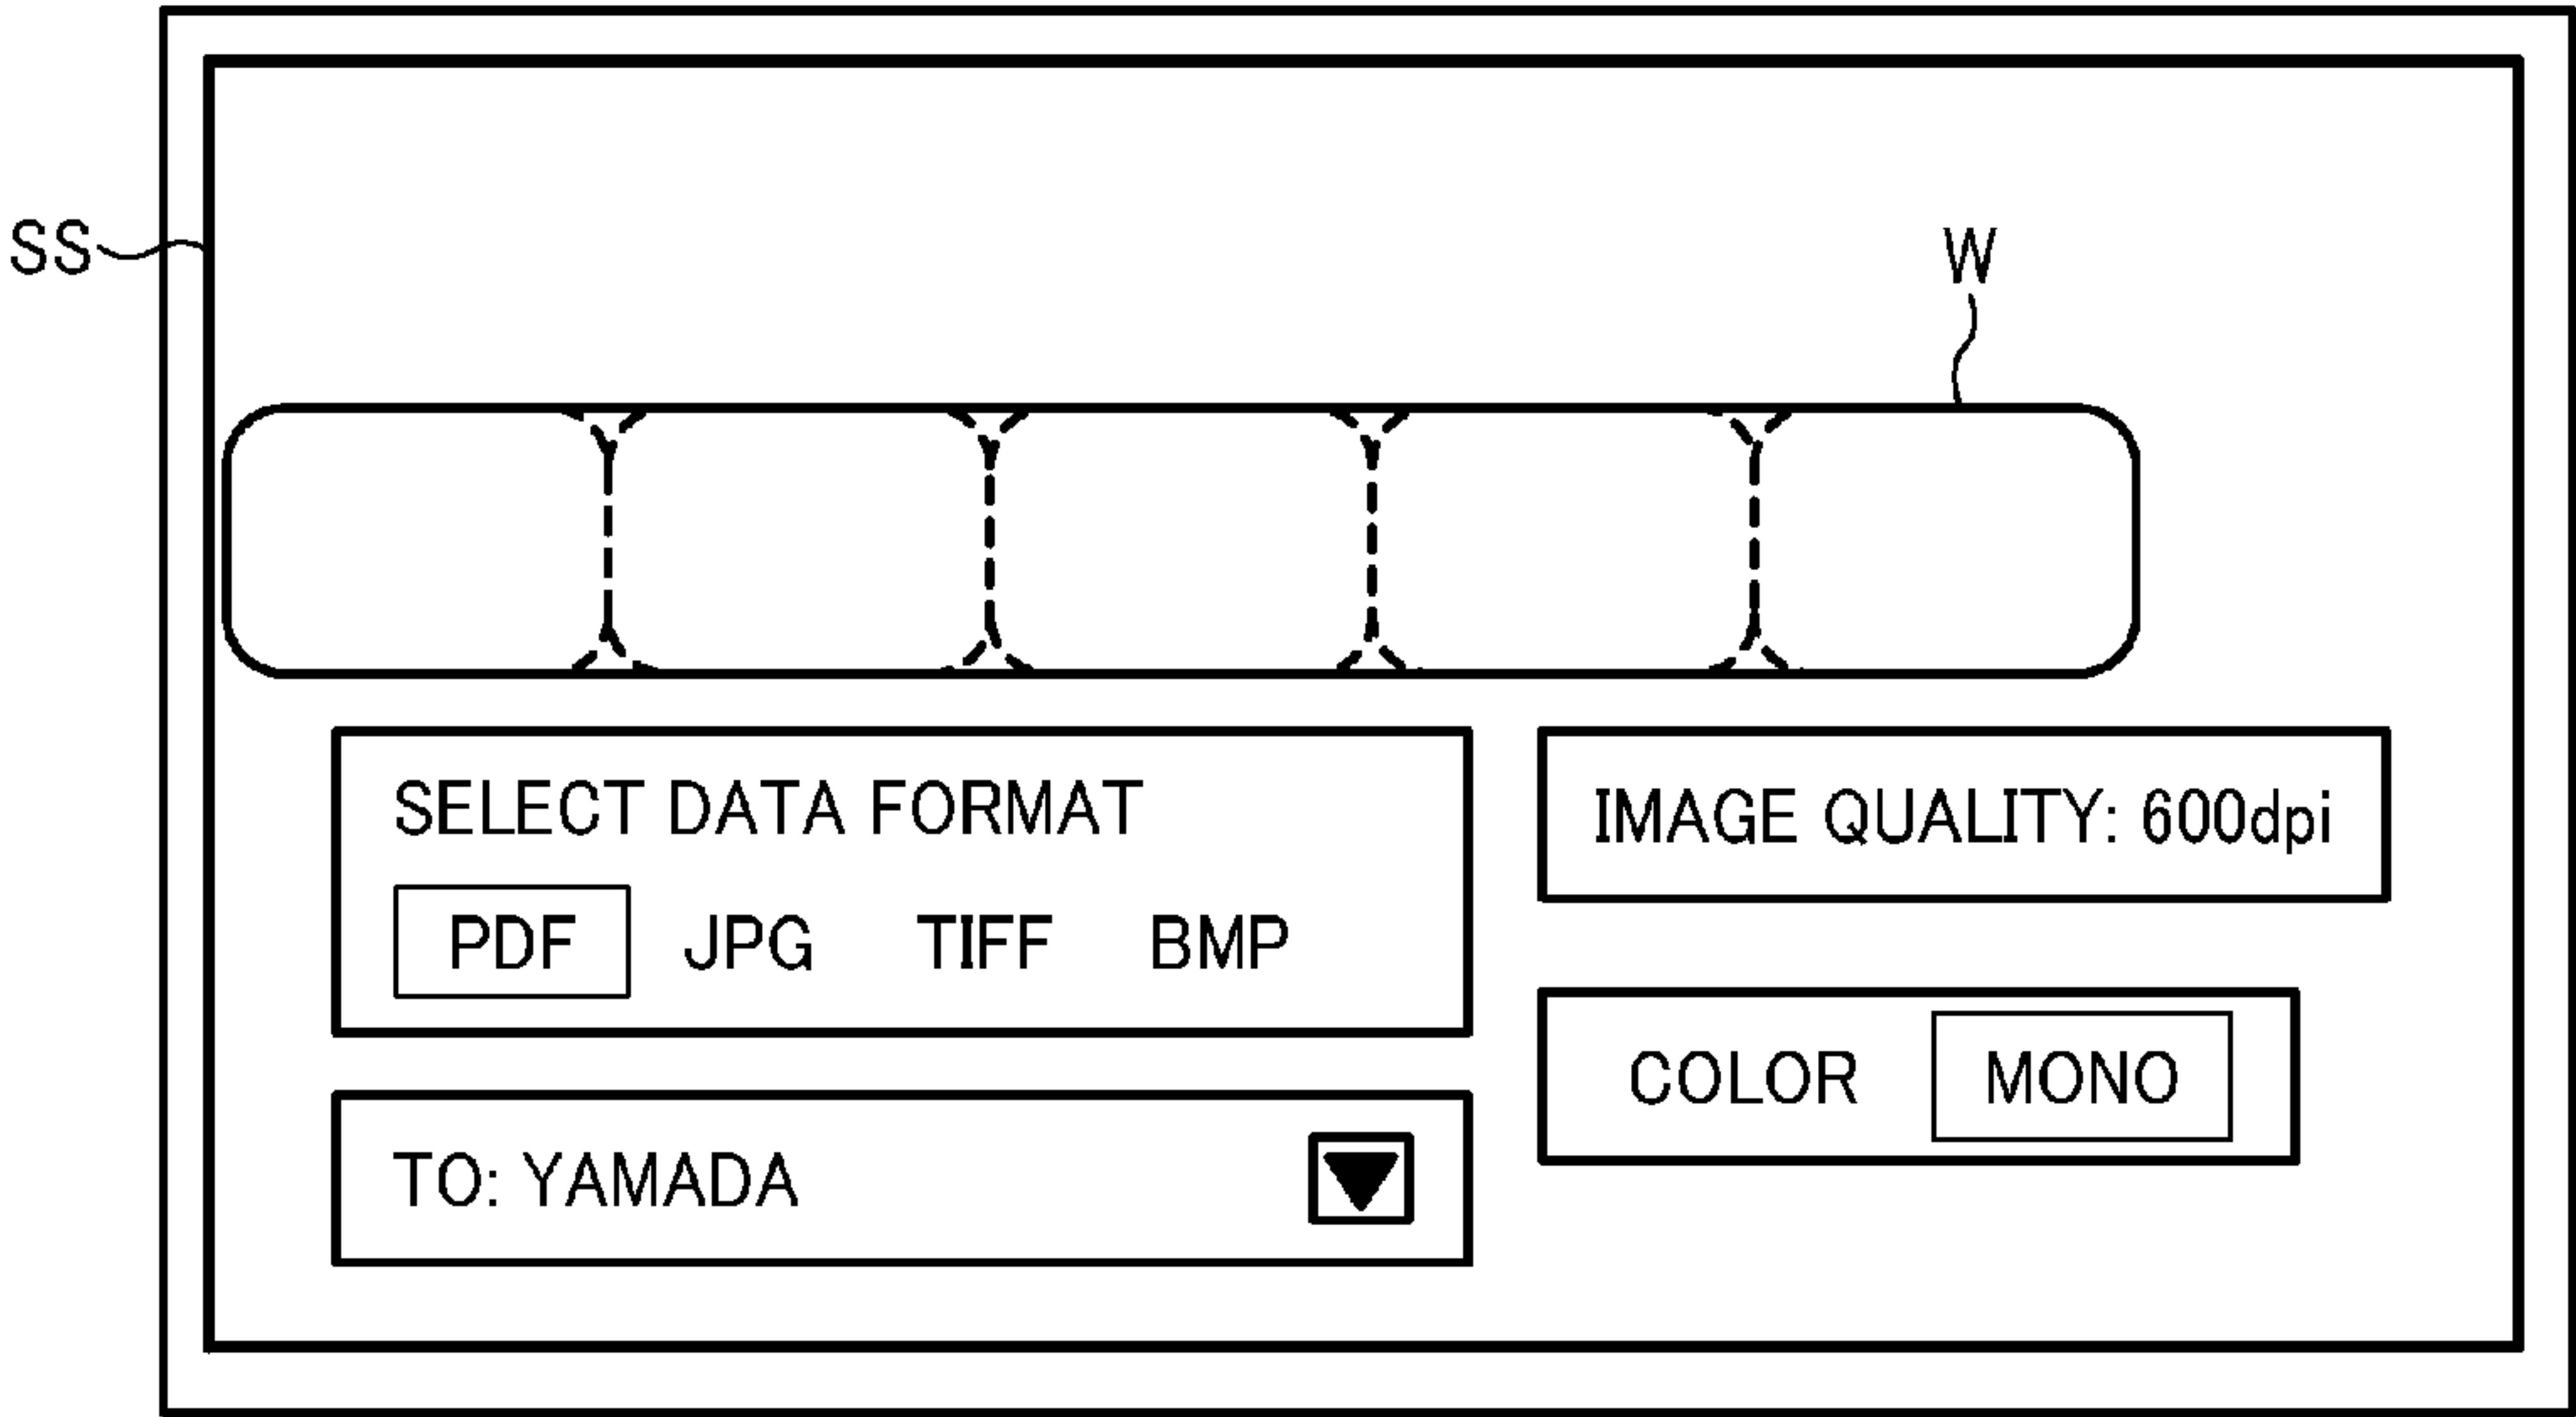 SS
W
SELECT DATA FORMAT
PDF JPG TIFF BMP
IMAGE QUALITY: 600dpi
COLOR MONO
TO: YAMADA